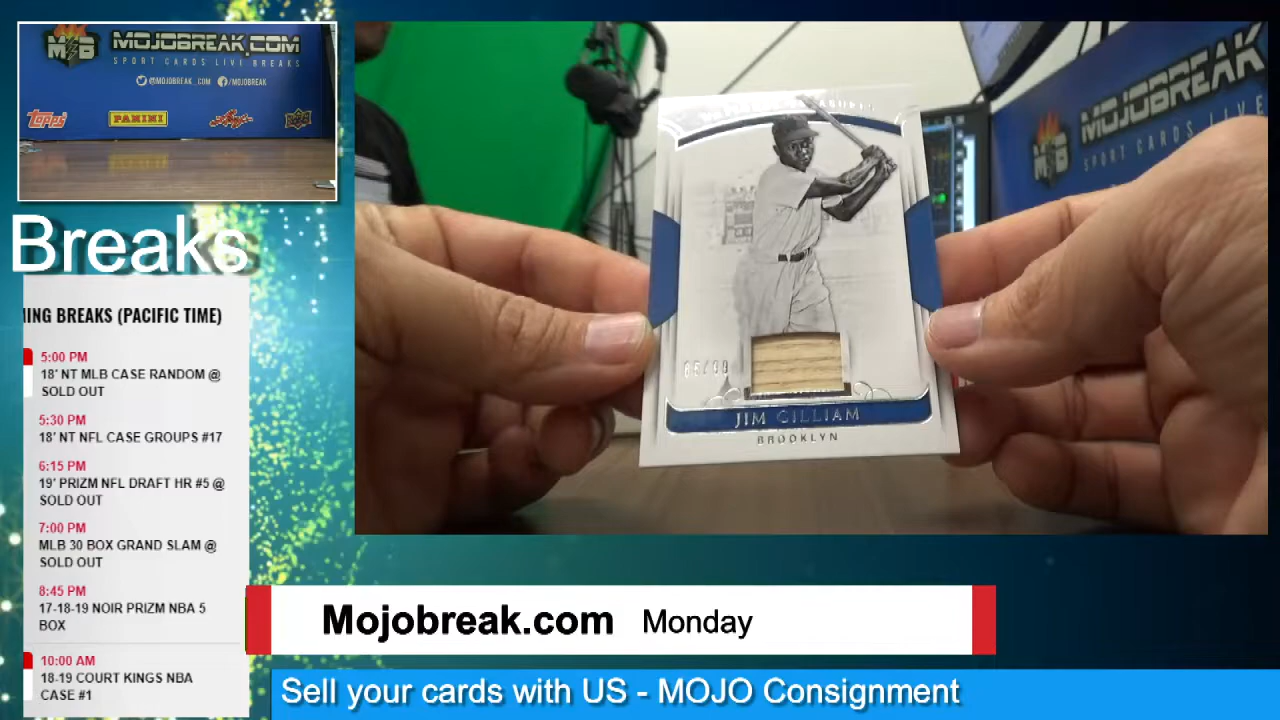 MOJOBREAK.COM
SPORT CARDS LIVE BREAKS
@MOJOBREAK_COM /MOJOBREAK
Topps
PANINI
Breaks
ING BREAKS (PACIFIC TIME)
5:00 PM
18' NT MLB CASE RANDOM @
SOLD OUT
5:30 PM
18' NT NFL CASE GROUPS #17
6:15 PM
19' PRIZM NFL DRAFT HR #5 @
SOLD OUT
7:00 PM
MLB 30 BOX GRAND SLAM @
SOLD OUT
8:45 PM
17-18-19 NOIR PRIZM NBA 5
BOX
10:00 AM
18-19 COURT KINGS NBA
CASE #1
MOJOBREAK
SPORT CARDS LIVE
MB
JIM GILLIAM
BROOKLYN
Mojobreak.com Monday
Sell your cards with US - MOJO Consignment